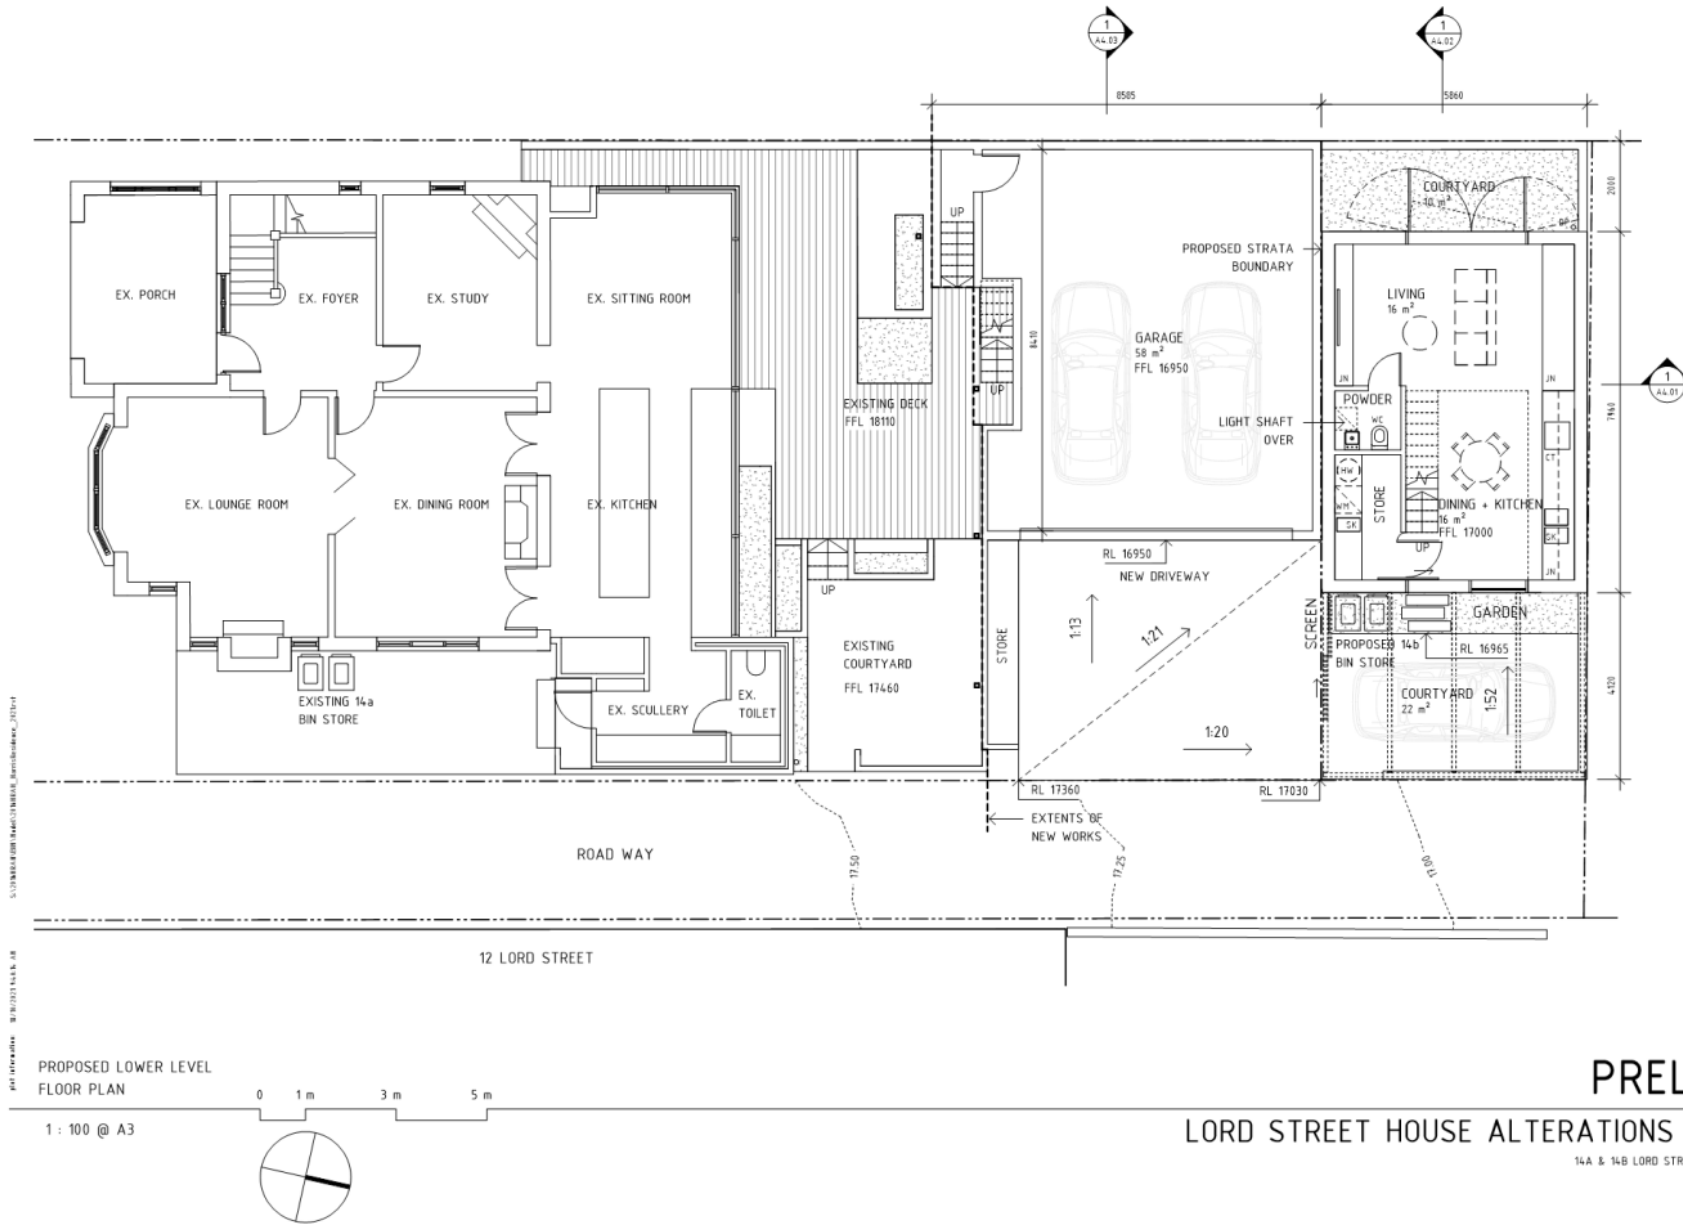 1
A4.03
1
A4.02
8585
5860
2000
COURTYARD
10 m²
UP
PROPOSED STRATA
BOUNDARY
EX. PORCH
EX. FOYER
EX. STUDY
EX. SITTING ROOM
LIVING
16 m²
8410
GARAGE
58 m²
FFL 16950
1
A4.01
UP
JN
JN
POWDER
WC
7960
EXISTING DECK
FFL 18110
LIGHT SHAFT
OVER
CT
HW
EX. LOUNGE ROOM
EX. DINING ROOM
EX. KITCHEN
STORE
WM
SK
DINING + KITCHEN
16 m²
FFL 17000
SK
UP
JN
RL 16950
NEW DRIVEWAY
UP
1:13
1:21
SCREEN
GARDEN
EXISTING
COURTYARD
FFL 17460
STORE
PROPOSED 14b
BIN STORE
RL 16965
4120
EXISTING 14a
BIN STORE
EX. SCULLERY
EX.
TOILET
COURTYARD
22 m²
1:52
1:20
RL 17360
RL 17030
EXTENTS OF
NEW WORKS
ROAD WAY
17.50
17.25
17.00
12 LORD STREET
PROPOSED LOWER LEVEL
FLOOR PLAN
0 1 m 3 m 5 m
1 : 100 @ A3
PREL
LORD STREET HOUSE ALTERATIONS
14A & 14B LORD STR
plot information: